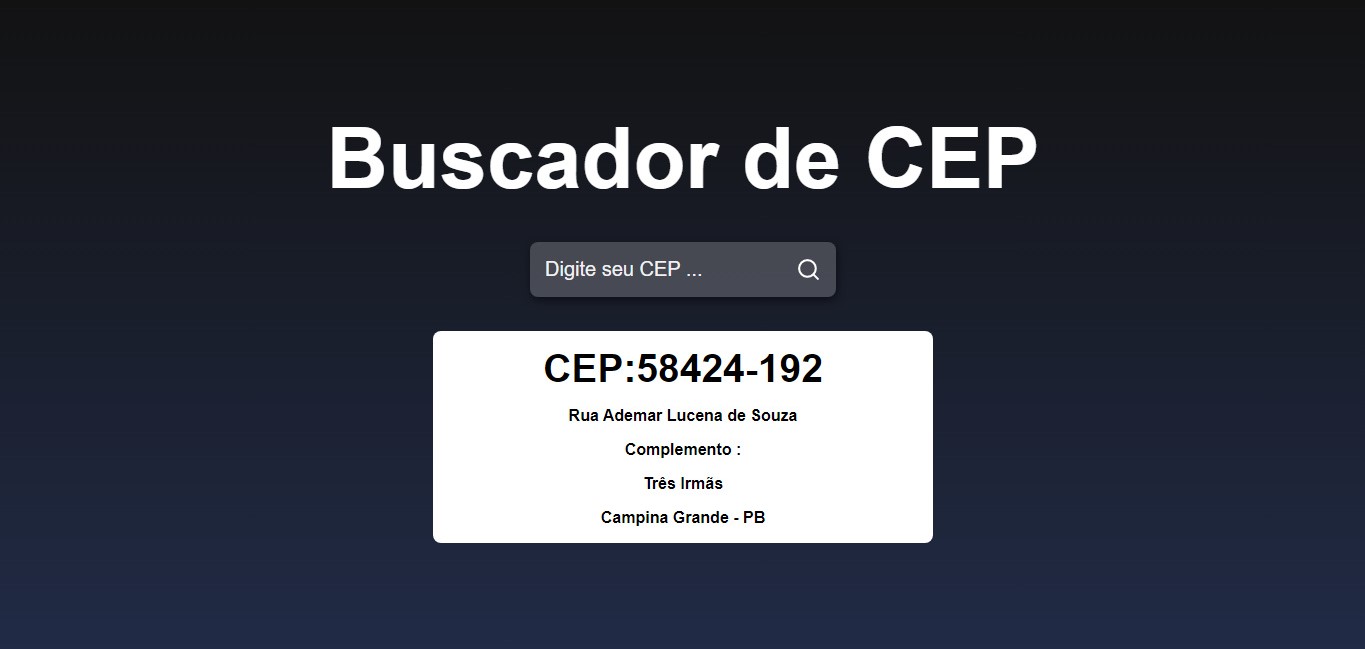 Buscador de CEP
Digite seu CEP ...
CEP:58424-192
Rua Ademar Lucena de Souza
Complemento :
Três Irmãs
Campina Grande - PB